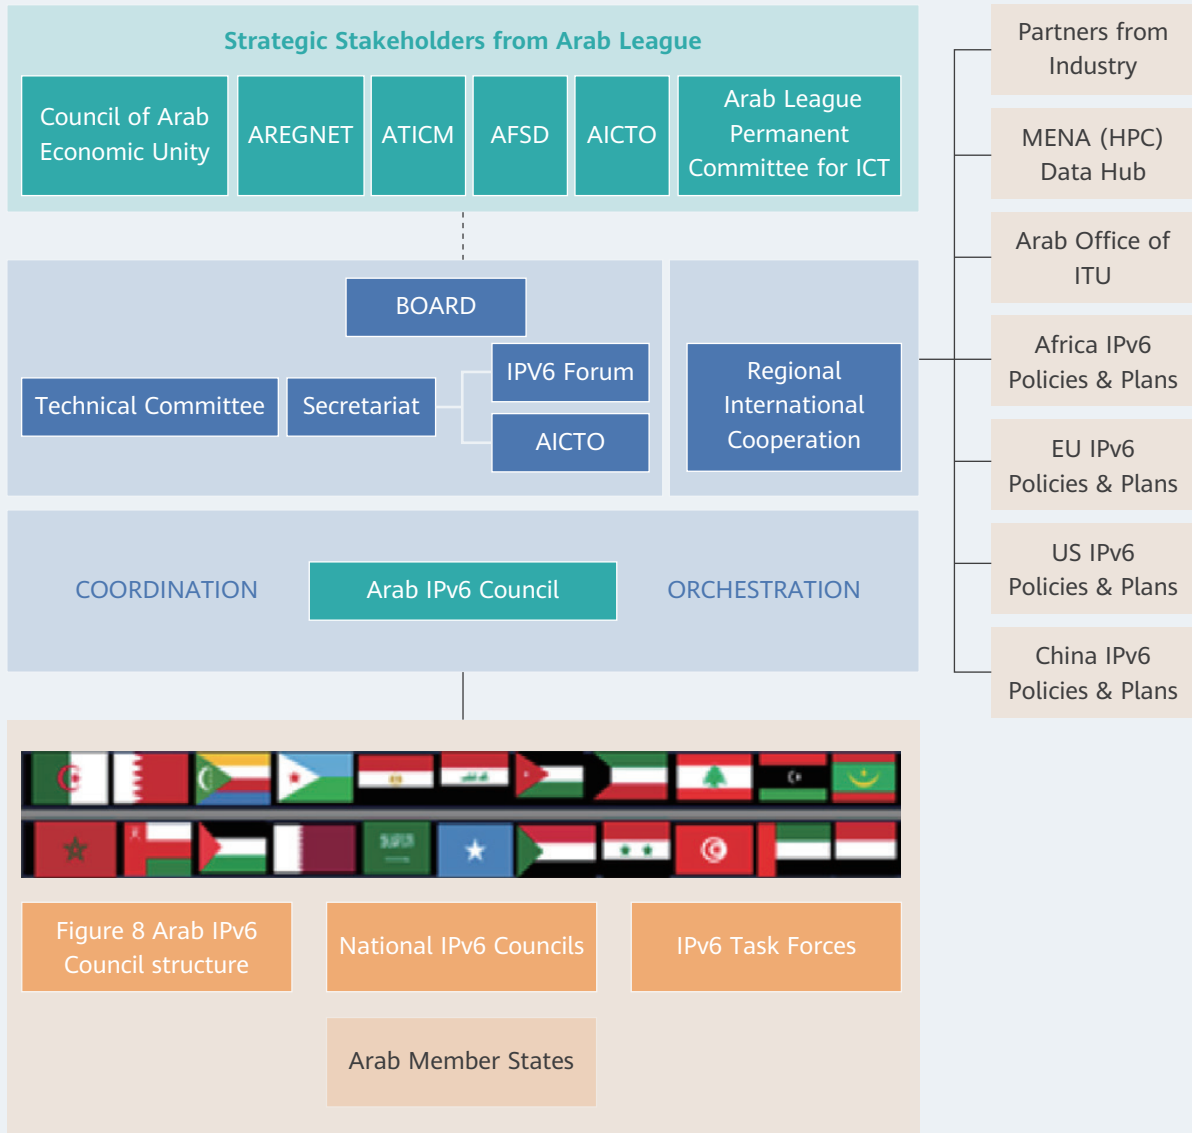 Strategic Stakeholders from Arab League
Council of Arab
Economic Unity
AREGNET
ATICM
AFSD
AICTO
Arab League
Permanent
Committee for ICT
BOARD
Technical Committee
Secretariat
IPV6 Forum
AICTO
Regional
International
Cooperation
COORDINATION
Arab IPv6 Council
ORCHESTRATION
Partners from
Industry
MENA (HPC)
Data Hub
Arab Office of
ITU
Africa IPv6
Policies & Plans
EU IPv6
Policies & Plans
US IPv6
Policies & Plans
China IPv6
Policies & Plans
Figure 8 Arab IPv6
Council structure
National IPv6 Councils
IPv6 Task Forces
Arab Member States